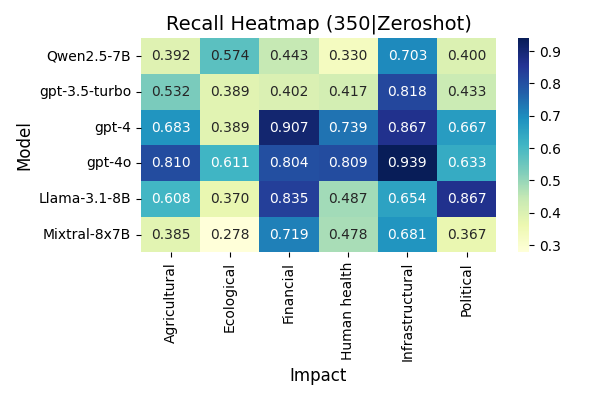 Recall Heatmap (350|Zeroshot)
Model
Qwen2.5-7B 0.392 0.574 0.443 0.330 0.703 0.400
gpt-3.5-turbo 0.532 0.389 0.402 0.417 0.818 0.433
gpt-4 0.683 0.389 0.907 0.739 0.867 0.667
gpt-4o 0.810 0.611 0.804 0.809 0.939 0.633
Llama-3.1-8B 0.608 0.370 0.835 0.487 0.654 0.867
Mixtral-8x7B 0.385 0.278 0.719 0.478 0.681 0.367
Agricultural Ecological Financial Human health Infrastructural Political
Impact
0.9
0.8
0.7
0.6
0.5
0.4
0.3